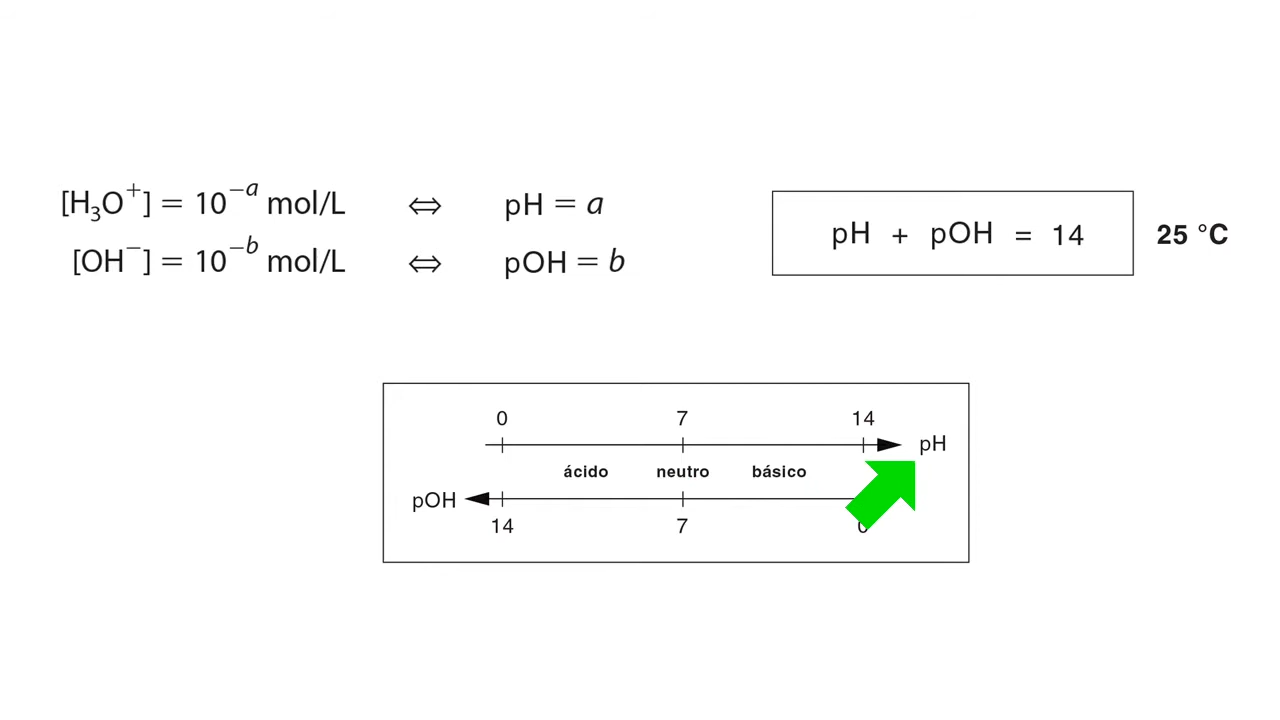 [H₃O⁺] = 10⁻ᵃ mol/L ⇔ pH = a
[OH⁻] = 10⁻ᵇ mol/L ⇔ pOH = b
pH + pOH = 14
25 °C
0 7 14
pH
ácido neutro básico
pOH
14 7